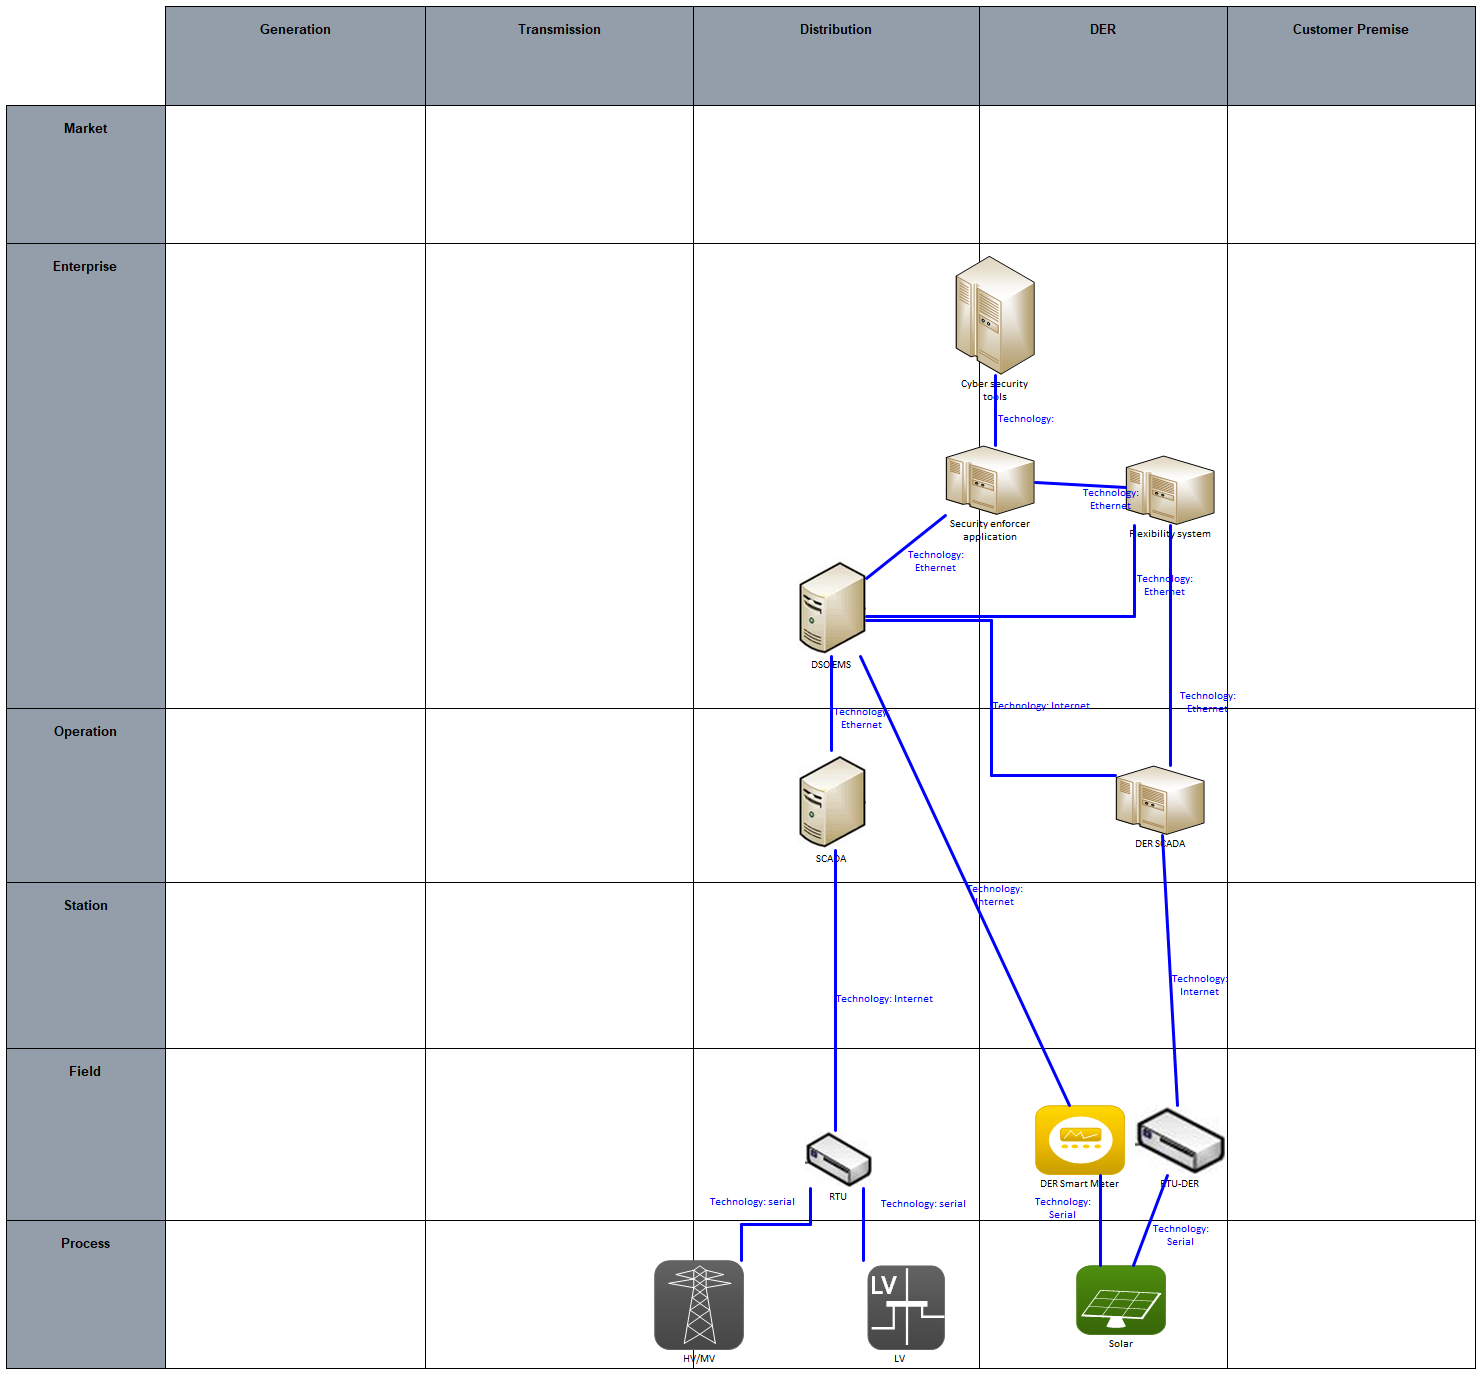 Generation
Transmission
Distribution
DER
Customer Premise
Market
Enterprise
Cyber security
tools
Technology:
Technology:
Ethernet
Security enforcer
application
Flexibility system
Technology:
Ethernet
Technology:
Ethernet
DSO EMS
Technology:
Ethernet
Technology: Internet
Technology:
Ethernet
Operation
SCADA
DER SCADA
Technology:
Internet
Station
Technology:
Internet
Technology: Internet
Field
RTU
DER Smart Meter
RTU-DER
Technology: serial
Technology: serial
Technology:
Serial
Technology:
Serial
Process
LV
HV/MV
LV
Solar